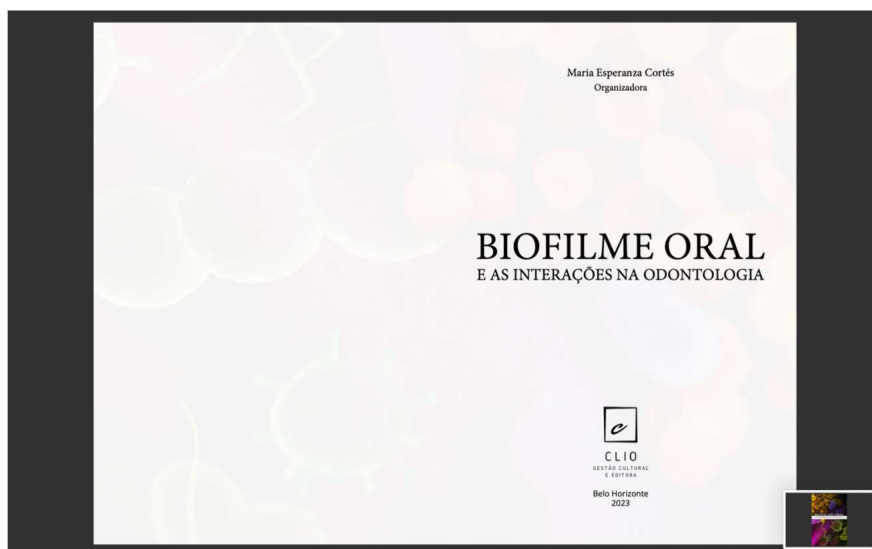 Maria Esperanza Cortés
Organizadora
BIOFILME ORAL
E AS INTERAÇÕES NA ODONTOLOGIA
c
CLIO
GESTÃO CULTURAL
E EDITORA
Belo Horizonte
2023